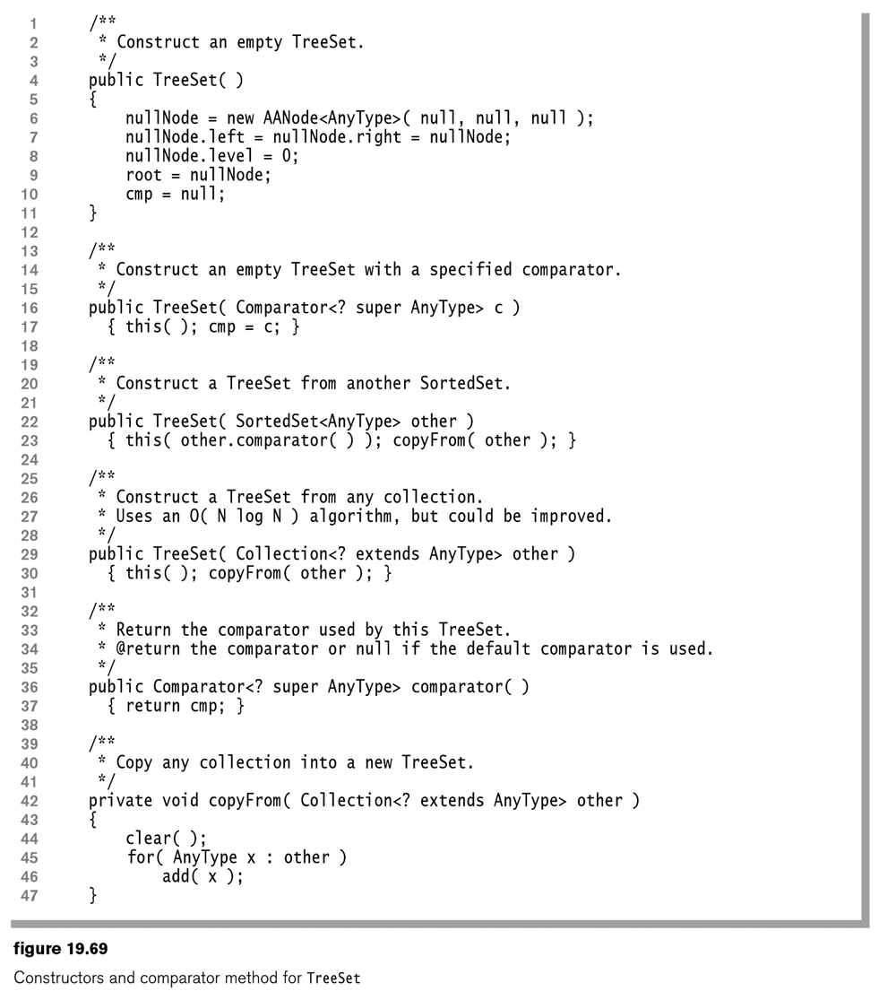 1 /**
2  * Construct an empty TreeSet.
3  */
4 public TreeSet( )
5 {
6     nullNode = new AANode<AnyType>( null, null, null );
7     nullNode.left = nullNode.right = nullNode;
8     nullNode.level = 0;
9     root = nullNode;
10     cmp = null;
11 }
12
13 /**
14  * Construct an empty TreeSet with a specified comparator.
15  */
16 public TreeSet( Comparator<? super AnyType> c )
17   { this( ); cmp = c; }
18
19 /**
20  * Construct a TreeSet from another SortedSet.
21  */
22 public TreeSet( SortedSet<AnyType> other )
23   { this( other.comparator( ) ); copyFrom( other ); }
24
25 /**
26  * Construct a TreeSet from any collection.
27  * Uses an O( N log N ) algorithm, but could be improved.
28  */
29 public TreeSet( Collection<? extends AnyType> other )
30   { this( ); copyFrom( other ); }
31
32 /**
33  * Return the comparator used by this TreeSet.
34  * @return the comparator or null if the default comparator is used.
35  */
36 public Comparator<? super AnyType> comparator( )
37   { return cmp; }
38
39 /**
40  * Copy any collection into a new TreeSet.
41  */
42 private void copyFrom( Collection<? extends AnyType> other )
43 {
44     clear( );
45     for( AnyType x : other )
46         add( x );
47 }
figure 19.69
Constructors and comparator method for TreeSet